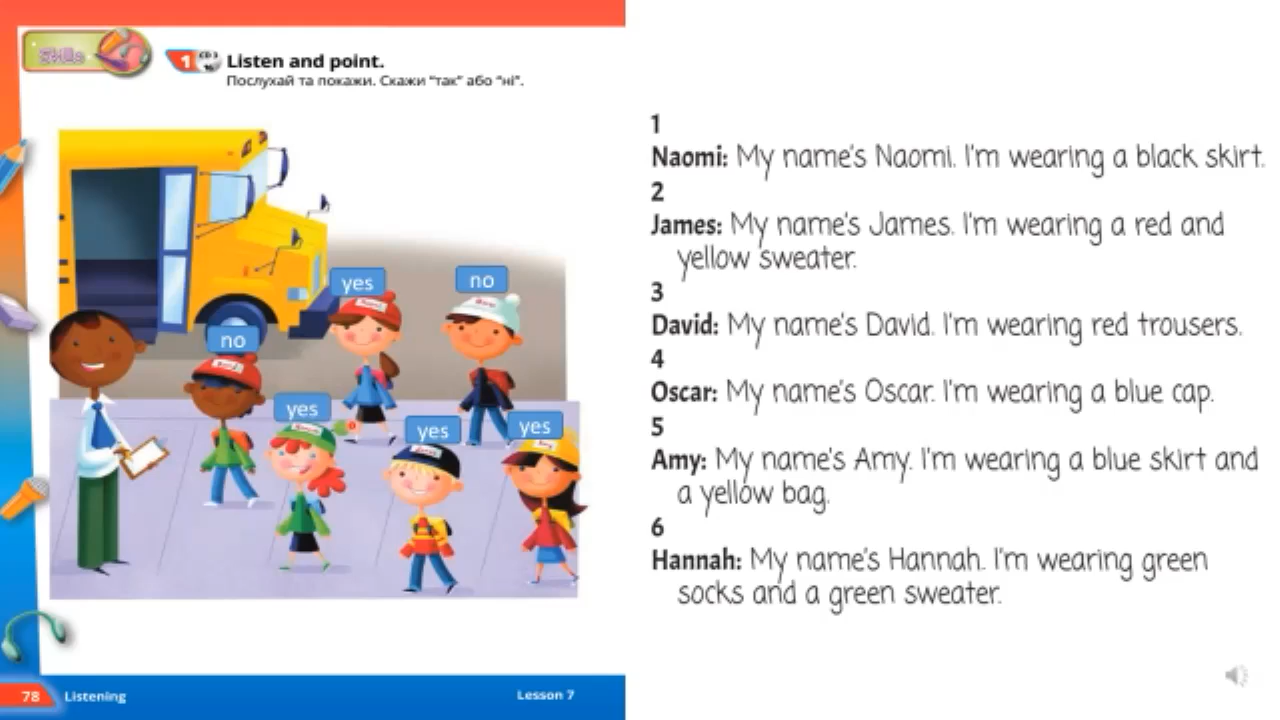 Skills
1
CD 3
16
Listen and point.
Послухай та покажи. Скажи "так" або "ні".
yes
no
no
yes
yes
yes
78
Listening
Lesson 7
1
Naomi: My name's Naomi. I'm wearing a black skirt.
2
James: My name's James. I'm wearing a red and
yellow sweater.
3
David: My name's David. I'm wearing red trousers.
4
Oscar: My name's Oscar. I'm wearing a blue cap.
5
Amy: My name's Amy. I'm wearing a blue skirt and
a yellow bag.
6
Hannah: My name's Hannah. I'm wearing green
socks and a green sweater.